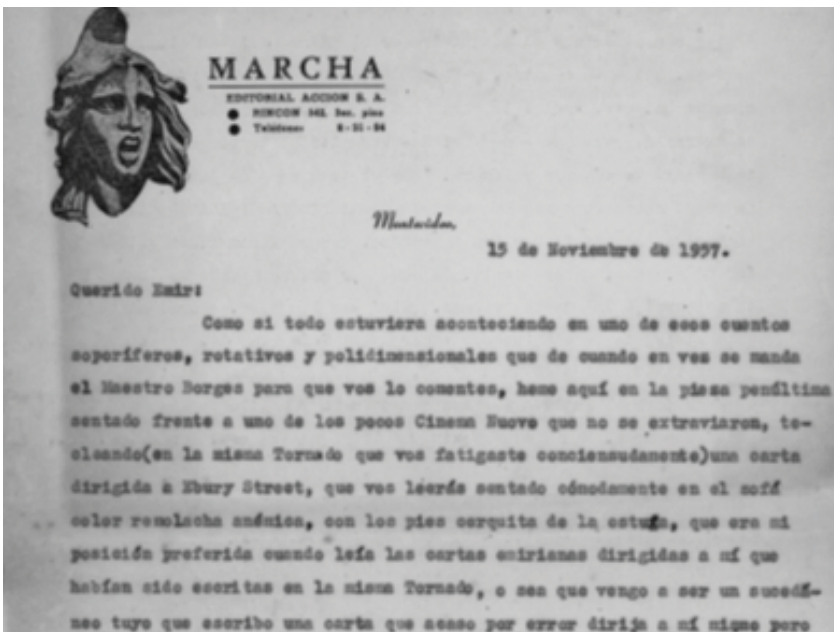 MARCHA
EDITORIAL ACCION S. A.
RINCON 342, 3er. piso
Teléfono: 8-51-94
Montevideo,
15 de Noviembre de 1957.
Querido Emir:
Como si todo estuviera aconteciendo en uno de esos cuentos
soporíferos, rotativos y polidimensionales que de cuando en vez se manda
el Maestro Borges para que vos lo comentes, heme aquí en la pieza penúltima
sentado frente a uno de los pocos Cinema Nuovo que no se extraviaron, te-
cleando(en la misma Tornado que vos fatigaste concienzudamente)una carta
dirigida a Ebury Street, que vos leerás sentado cómodamente en el sofá
color remolacha anémica, con los pies cerquita de la estufa, que era mi
posición preferida cuando leía las cartas emirianas dirigidas a mí que
habían sido escritas en la misma Tornado, o sea que vengo a ser un sucedá-
neo tuyo que escribo una carta que acaso por error dirija a mí mismo pero